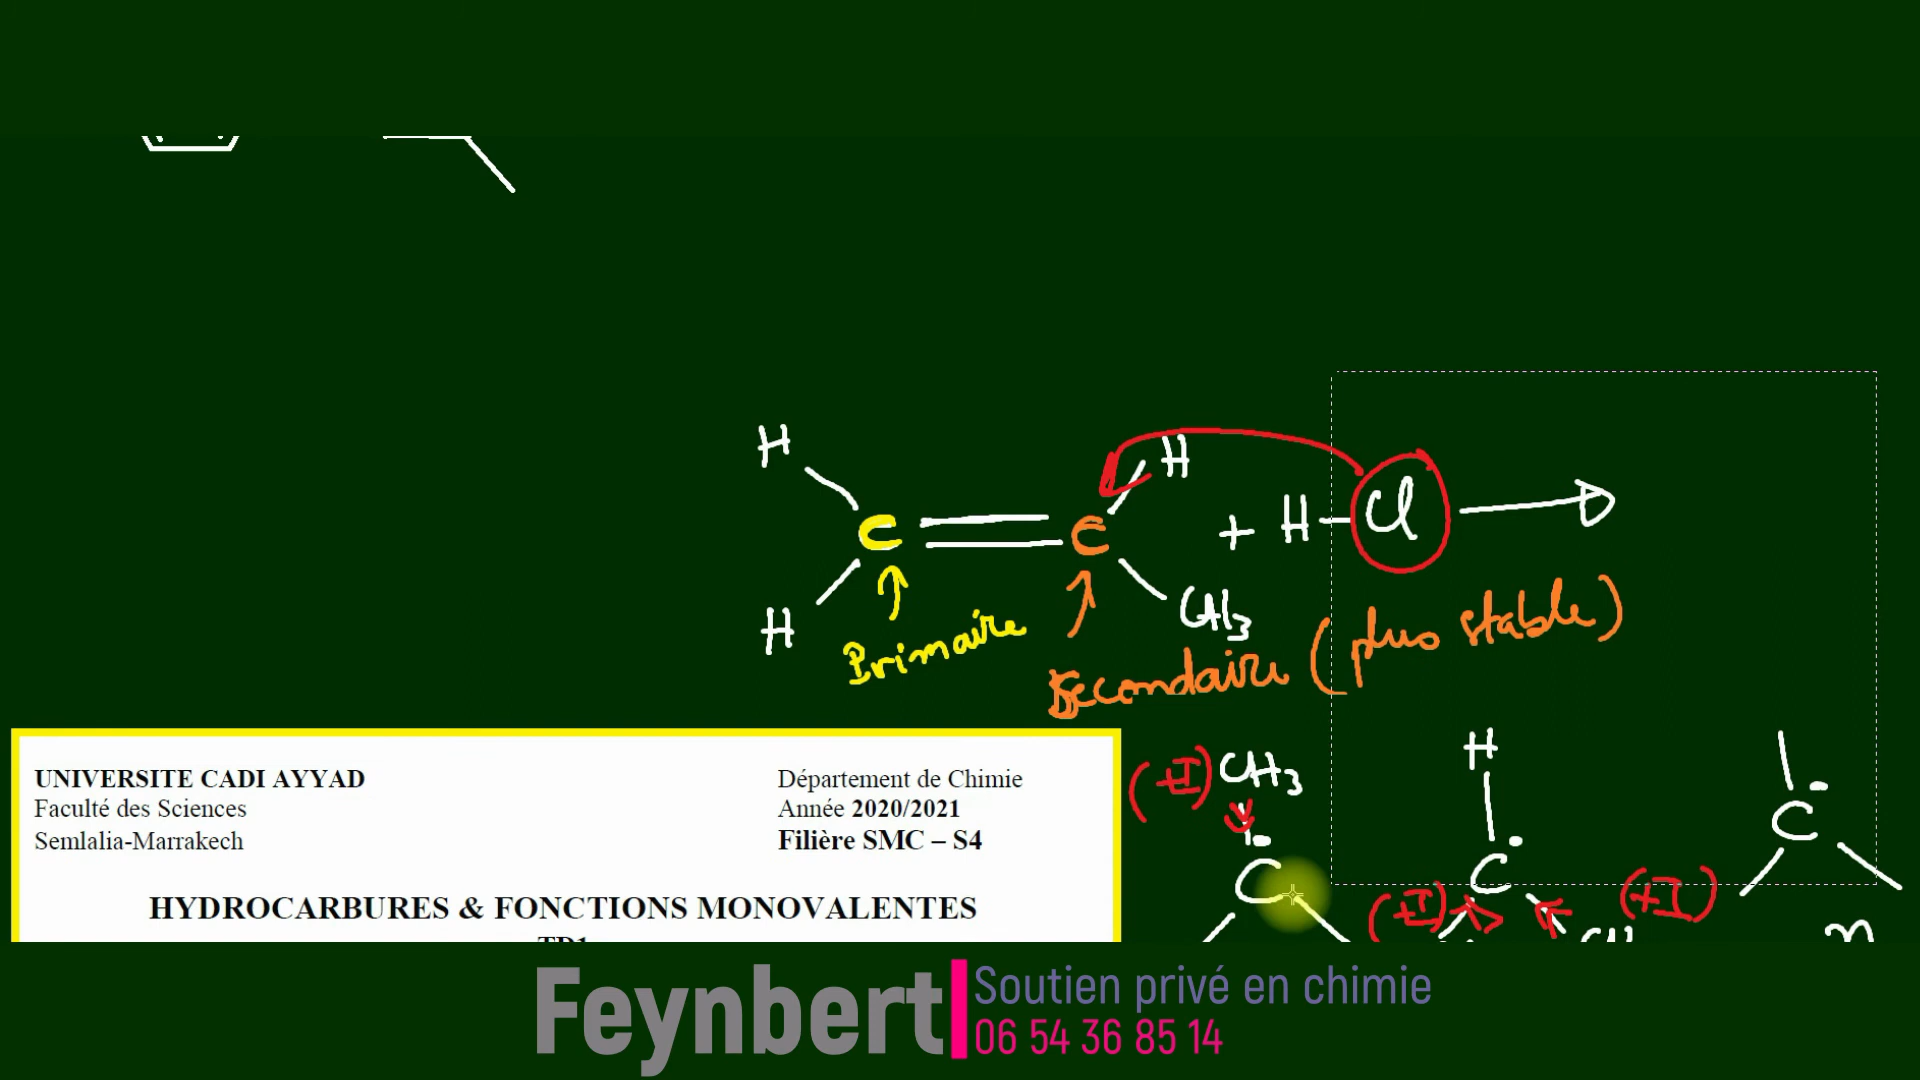 H
H
C
C
+ H-Cl
H
CH3
Primaire
Secondaire (plus stable)
(+I) CH3
H
C
C
C
(+I)
(+I)
UNIVERSITE CADI AYYAD
Faculté des Sciences
Semlalia-Marrakech
Département de Chimie
Année 2020/2021
Filière SMC – S4
HYDROCARBURES & FONCTIONS MONOVALENTES
Feynbert
Soutien privé en chimie
06 54 36 85 14